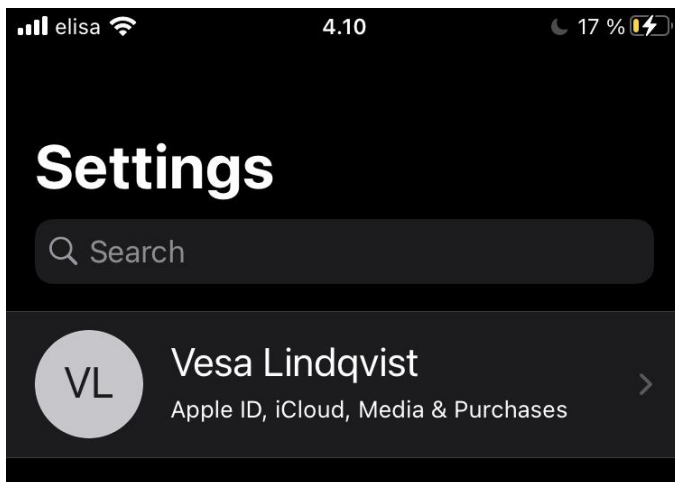 elisa 4.10 17 %
Settings
Search
VL
Vesa Lindqvist
Apple ID, iCloud, Media & Purchases